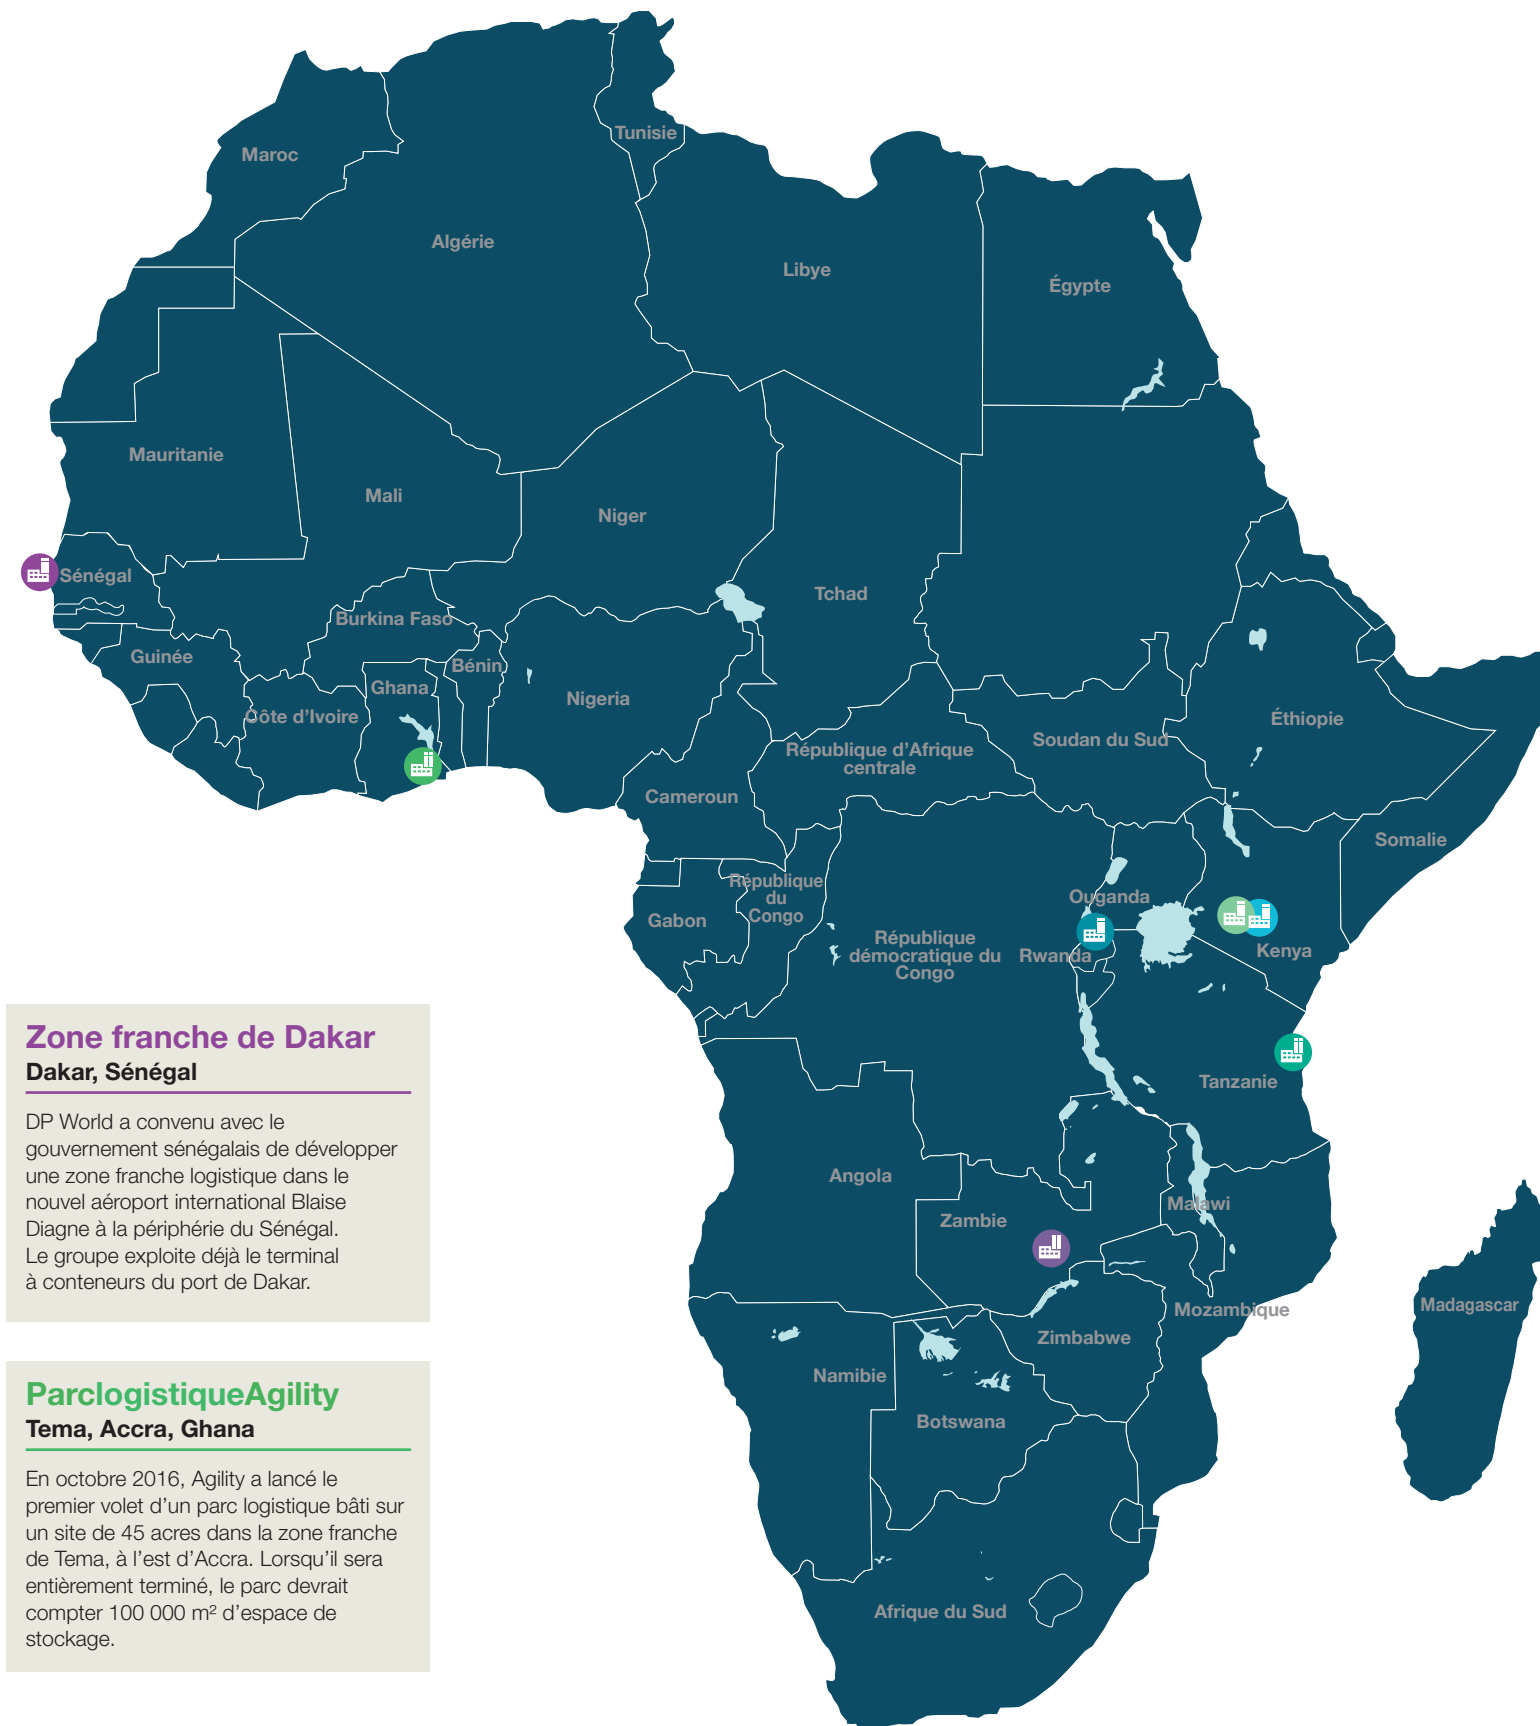 Tunisie
Maroc
Algérie
Libye
Égypte
Mauritanie
Mali
Niger
Sénégal
Tchad
Burkina Faso
Guinée
Bénin
Ghana
Nigeria
Côte d'Ivoire
Éthiopie
Soudan du Sud
République d'Afrique
centrale
Cameroun
Somalie
République
du
Congo
Ouganda
Gabon
République
démocratique du
Congo
Rwanda
Kenya
Tanzanie
Angola
Zambie
Malawi
Mozambique
Madagascar
Zimbabwe
Namibie
Botswana
Afrique du Sud
Zone franche de Dakar
Dakar, Sénégal
DP World a convenu avec le
gouvernement sénégalais de développer
une zone franche logistique dans le
nouvel aéroport international Blaise
Diagne à la périphérie du Sénégal.
Le groupe exploite déjà le terminal
à conteneurs du port de Dakar.
ParclogistiqueAgility
Tema, Accra, Ghana
En octobre 2016, Agility a lancé le
premier volet d'un parc logistique bâti sur
un site de 45 acres dans la zone franche
de Tema, à l'est d'Accra. Lorsqu'il sera
entièrement terminé, le parc devrait
compter 100 000 m² d'espace de
stockage.